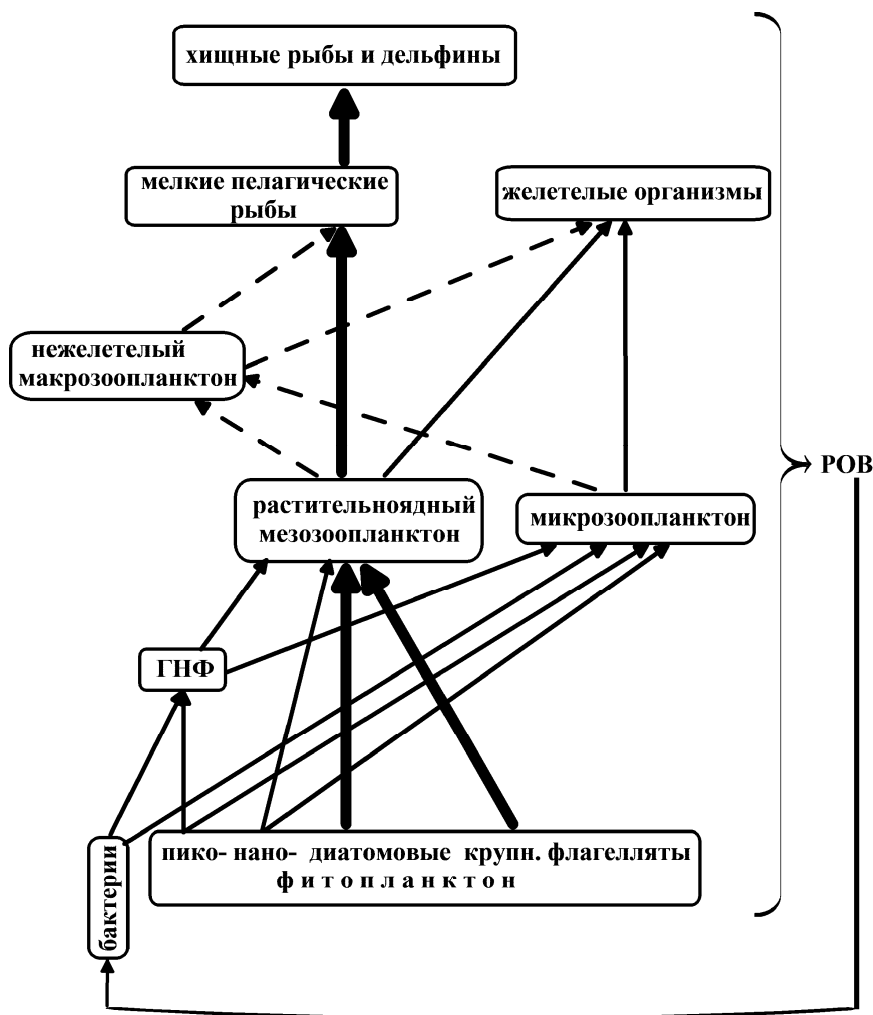 хищные рыбы и дельфины
мелкие пелагические
рыбы
желетелые организмы
нежелетелый
макрозоопланктон
РОВ
растительноядный
мезозоопланктон
микрозоопланктон
ГНФ
бактерии
пико- нано- диатомовые крупн. флагелляты
ф и т о п л а н к т о н